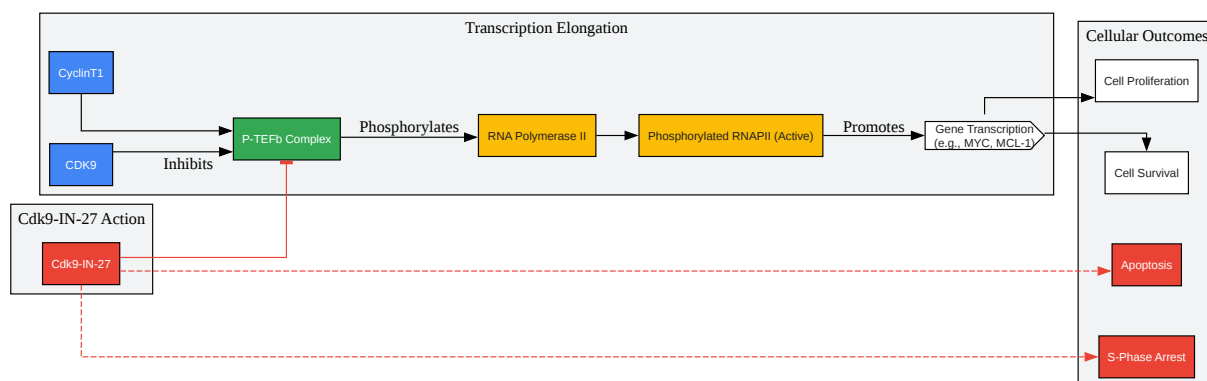 Transcription Elongation
Cellular Outcomes
CyclinT1
Cell Proliferation
P-TEFb Complex
Phosphorylates
RNA Polymerase II
Phosphorylated RNAPII (Active)
Promotes
Gene Transcription
(e.g., MYC, MCL-1)
CDK9
Inhibits
Cell Survival
Cdk9-IN-27 Action
Cdk9-IN-27
Apoptosis
S-Phase Arrest